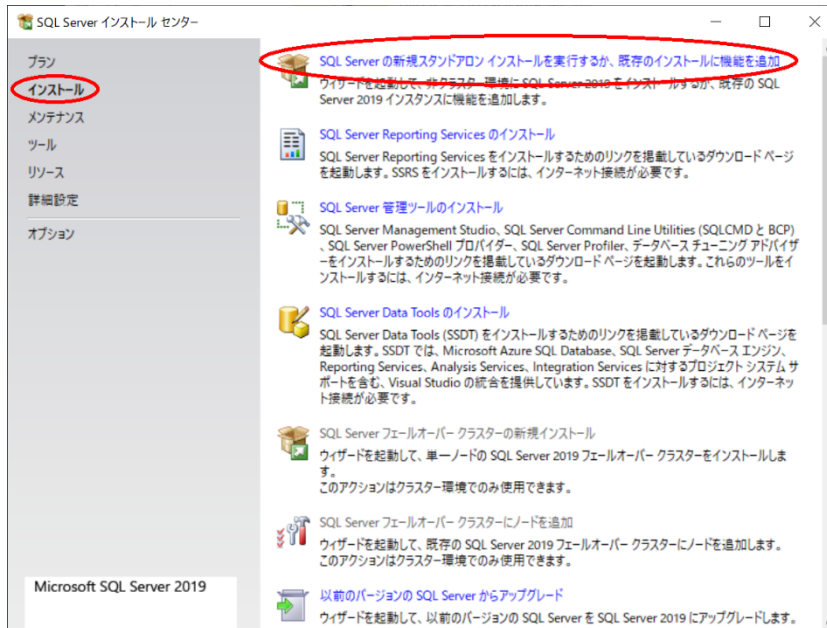 SQL Server インストール センター
プラン
インストール
メンテナンス
ツール
リソース
詳細設定
オプション
Microsoft SQL Server 2019
SQL Server の新規スタンドアロン インストールを実行するか、既存のインストールに機能を追加
ウィザードを起動して、非クラスター環境に SQL Server 2019 をインストールするか、既存の SQL
Server 2019 インスタンスに機能を追加します。
SQL Server Reporting Services のインストール
SQL Server Reporting Services をインストールするためのリンクを掲載しているダウンロード ページ
を起動します。SSRS をインストールするには、インターネット接続が必要です。
SQL Server 管理ツールのインストール
SQL Server Management Studio、SQL Server Command Line Utilities (SQLCMD と BCP)
、SQL Server PowerShell プロバイダー、SQL Server Profiler、データベース チューニング アドバイザ
ーをインストールするためのリンクを掲載しているダウンロード ページを起動します。これらのツールをイ
ンストールするには、インターネット接続が必要です。
SQL Server Data Tools のインストール
SQL Server Data Tools (SSDT) をインストールするためのリンクを掲載しているダウンロード ページを
起動します。SSDT では、Microsoft Azure SQL Database、SQL Server データベース エンジン、
Reporting Services、Analysis Services、Integration Services に対するプロジェクト システム サ
ポートを含む、Visual Studio の統合を提供しています。SSDT をインストールするには、インターネッ
ト接続が必要です。
SQL Server フェールオーバー クラスターの新規インストール
ウィザードを起動して、単一ノードの SQL Server 2019 フェールオーバー クラスターをインストールしま
す。
このアクションはクラスター環境でのみ使用できます。
SQL Server フェールオーバー クラスターにノードを追加
ウィザードを起動して、既存の SQL Server 2019 フェールオーバー クラスターにノードを追加します。
このアクションはクラスター環境でのみ使用できます。
以前のバージョンの SQL Server からアップグレード
ウィザードを起動して、以前のバージョンの SQL Server を SQL Server 2019 にアップグレードします。